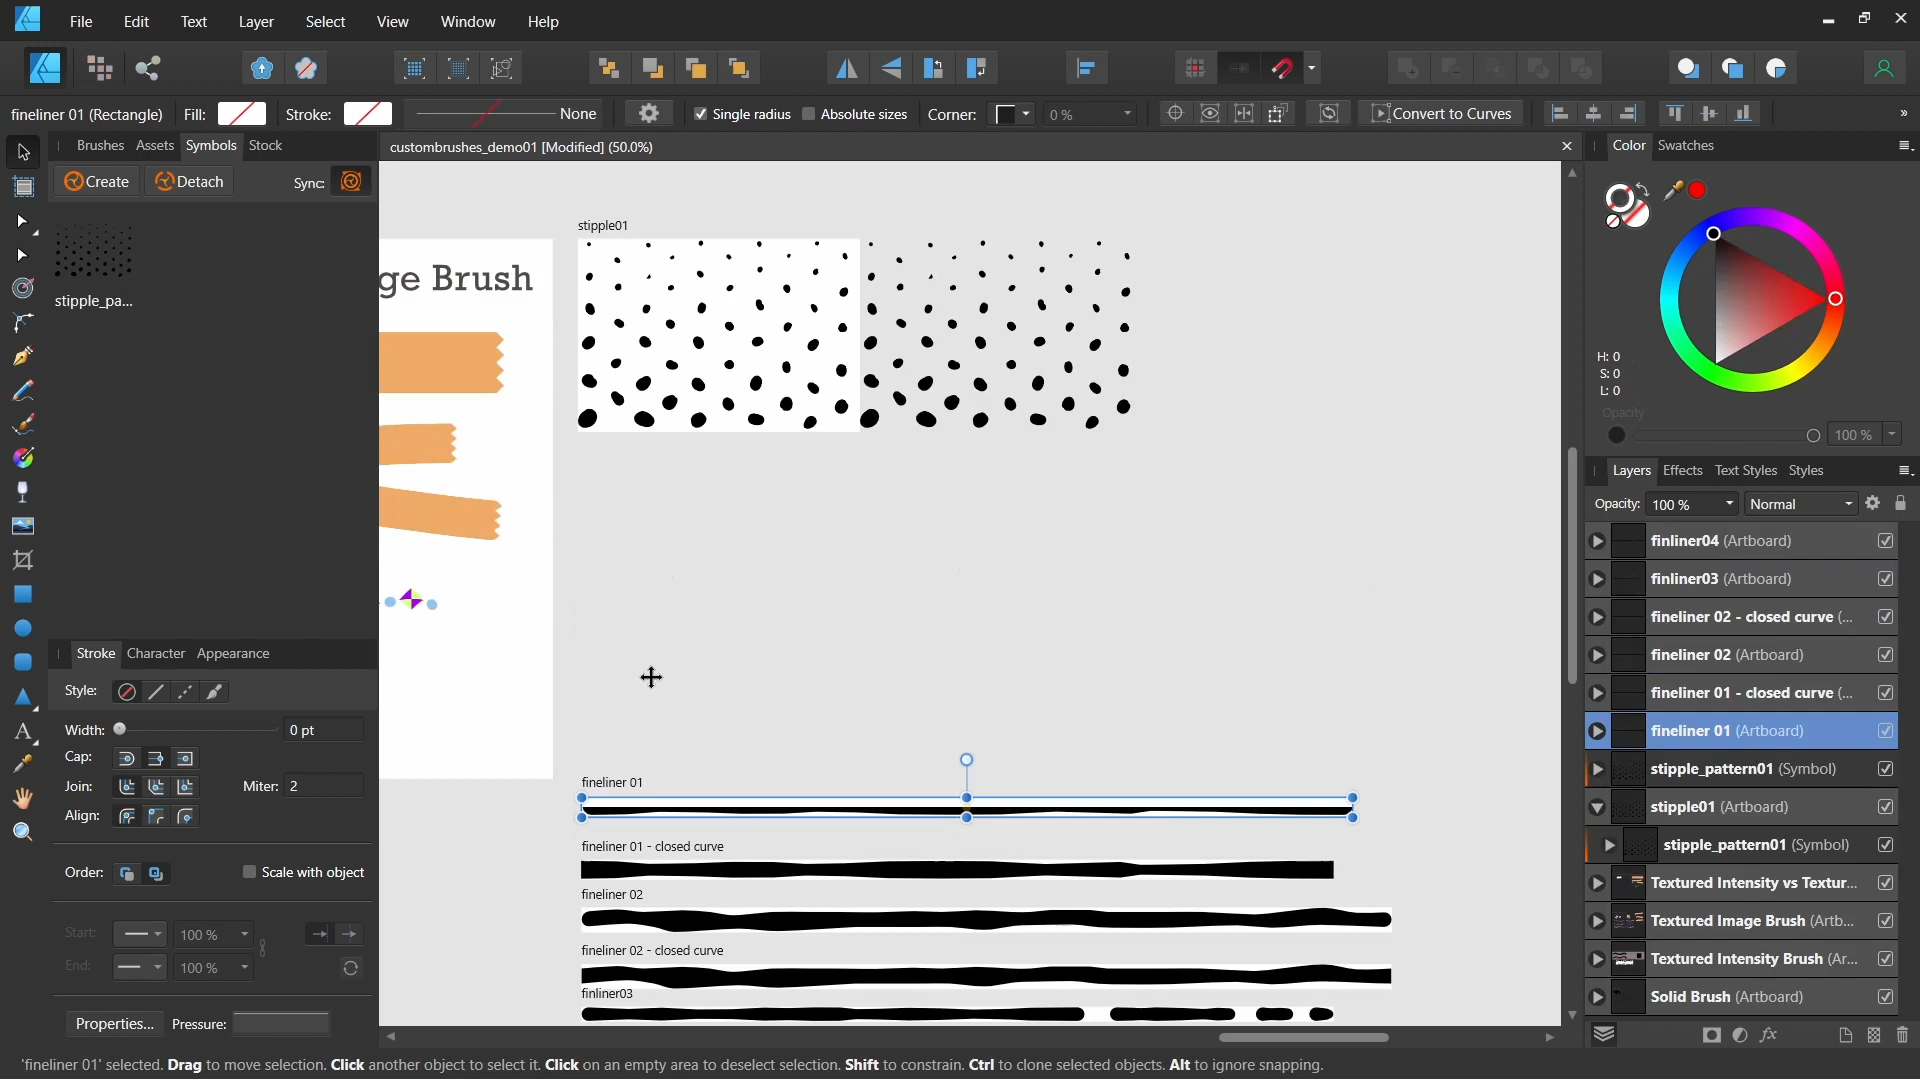 File Edit Text Layer Select View Window Help
fineliner 01 (Rectangle) Fill: Stroke: None Single radius Absolute sizes Corner: 0 % Convert to Curves »
Brushes Assets Symbols Stock
custombrushes_demo01 [Modified] (50.0%)
Color Swatches
Create Detach Sync:
stipple_pa...
stipple01
ge Brush
H: 0
S: 0
L: 0
Opacity
100 %
Layers Effects Text Styles Styles
Opacity: 100 % Normal
finliner04 (Artboard)
finliner03 (Artboard)
fineliner 02 - closed curve (...
fineliner 02 (Artboard)
fineliner 01 - closed curve (...
fineliner 01 (Artboard)
stipple_pattern01 (Symbol)
stipple01 (Artboard)
stipple_pattern01 (Symbol)
Textured Intensity vs Textur...
Textured Image Brush (Artb...
Textured Intensity Brush (Ar...
Solid Brush (Artboard)
Stroke Character Appearance
Style:
Width: 0 pt
Cap:
Join: Miter: 2
Align:
Order: Scale with object
Start: 100 %
End: 100 %
Properties... Pressure:
fineliner 01
fineliner 01 - closed curve
fineliner 02
fineliner 02 - closed curve
finliner03
'fineliner 01' selected. Drag to move selection. Click another object to select it. Click on an empty area to deselect selection. Shift to constrain. Ctrl to clone selected objects. Alt to ignore snapping.